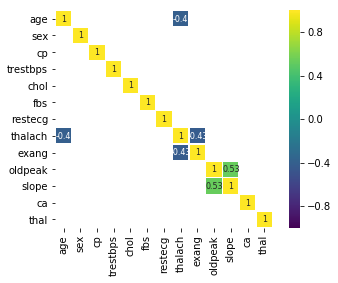 age 1 -0.4
sex 1
cp 1
trestbps 1
chol 1
fbs 1
restecg 1
thalach -0.4 1 -0.43
exang -0.43 1
oldpeak 1 0.53
slope 0.53 1
ca 1
thal 1
age sex cp trestbps chol fbs restecg thalach exang oldpeak slope ca thal
0.8
0.4
0.0
-0.4
-0.8